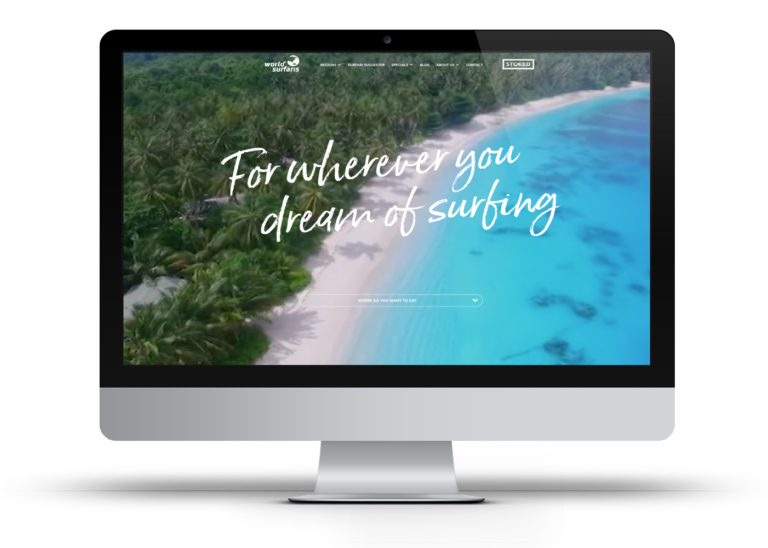 world
surfaris
REGIONS
SURFARI SUGGESTER
SPECIALS
BLOG
ABOUT US
CONTACT
STOKED
For wherever you
dream of surfing
WHERE DO YOU WANT TO GO?